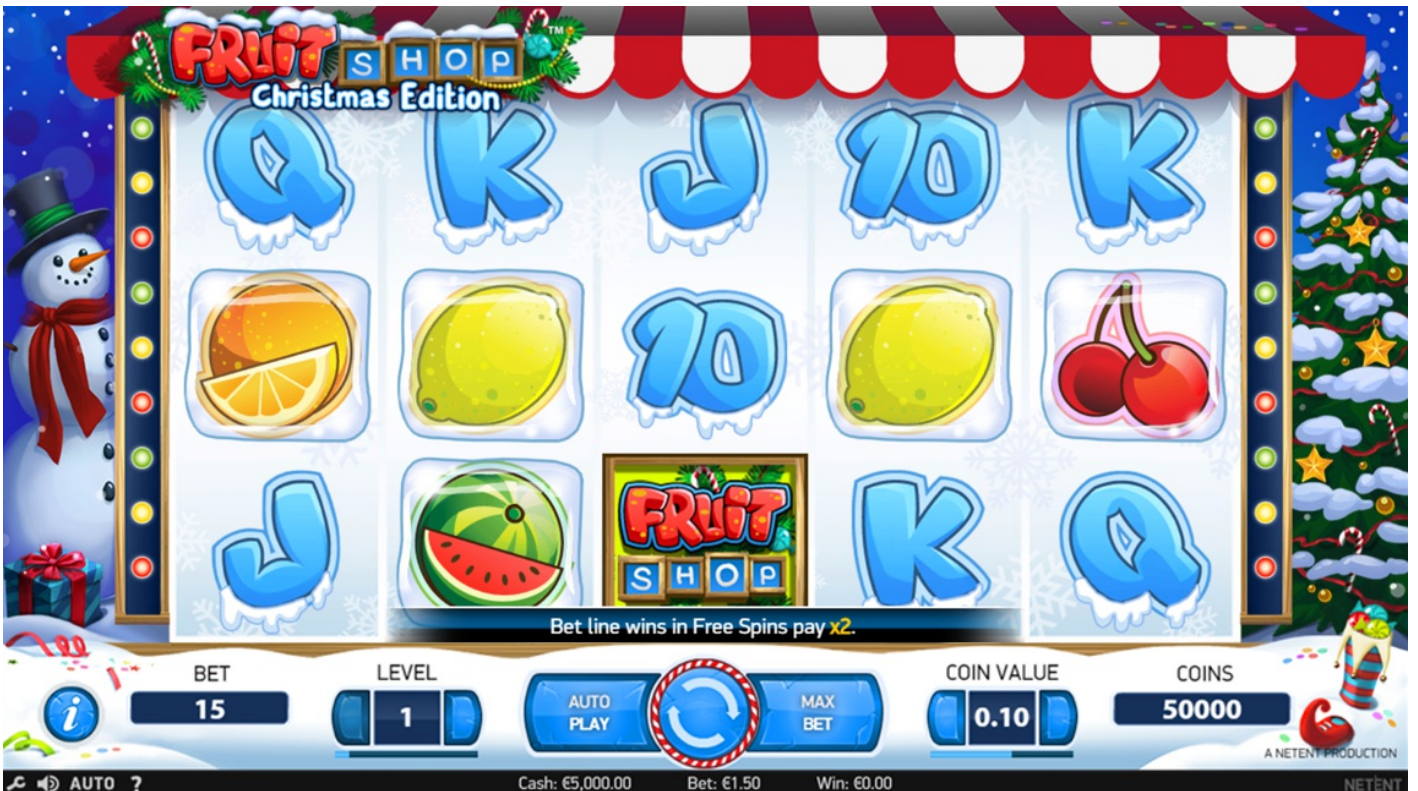 FRUIT SHOP™
Christmas Edition
Q K J 10 K
10
J FRUIT K Q
SHOP
Bet line wins in Free Spins pay x2.
BET LEVEL COIN VALUE COINS
15 1 AUTO PLAY MAX BET 0.10 50000
A NETENT PRODUCTION
AUTO ? Cash: €5,000.00 Bet: €1.50 Win: €0.00 NETENT